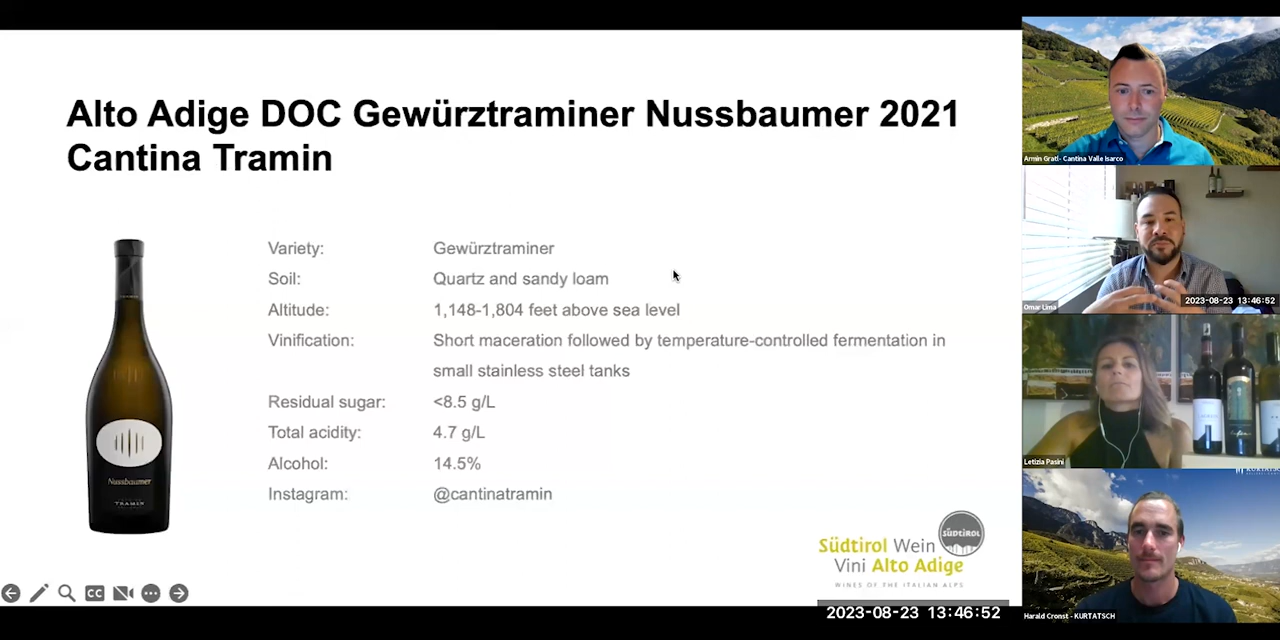 Alto Adige DOC Gewürztraminer Nussbaumer 2021
Cantina Tramin
Variety: Gewürztraminer
Soil: Quartz and sandy loam
Altitude: 1,148-1,804 feet above sea level
Vinification: Short maceration followed by temperature-controlled fermentation in
small stainless steel tanks
Residual sugar: <8.5 g/L
Total acidity: 4.7 g/L
Alcohol: 14.5%
Instagram: @cantinatramin
Nussbaumer
TRAMIN
SÜDTIROL
Südtirol Wein
Vini Alto Adige
WINES OF THE ITALIAN ALPS
CC
2023-08-23 13:46:52
Armin Gratl- Cantina Valle Isarco
2023-08-23 13:46:52
Omar Lima
Letizia Pasini
KURTATSCH
Harald Cronst - KURTATSCH